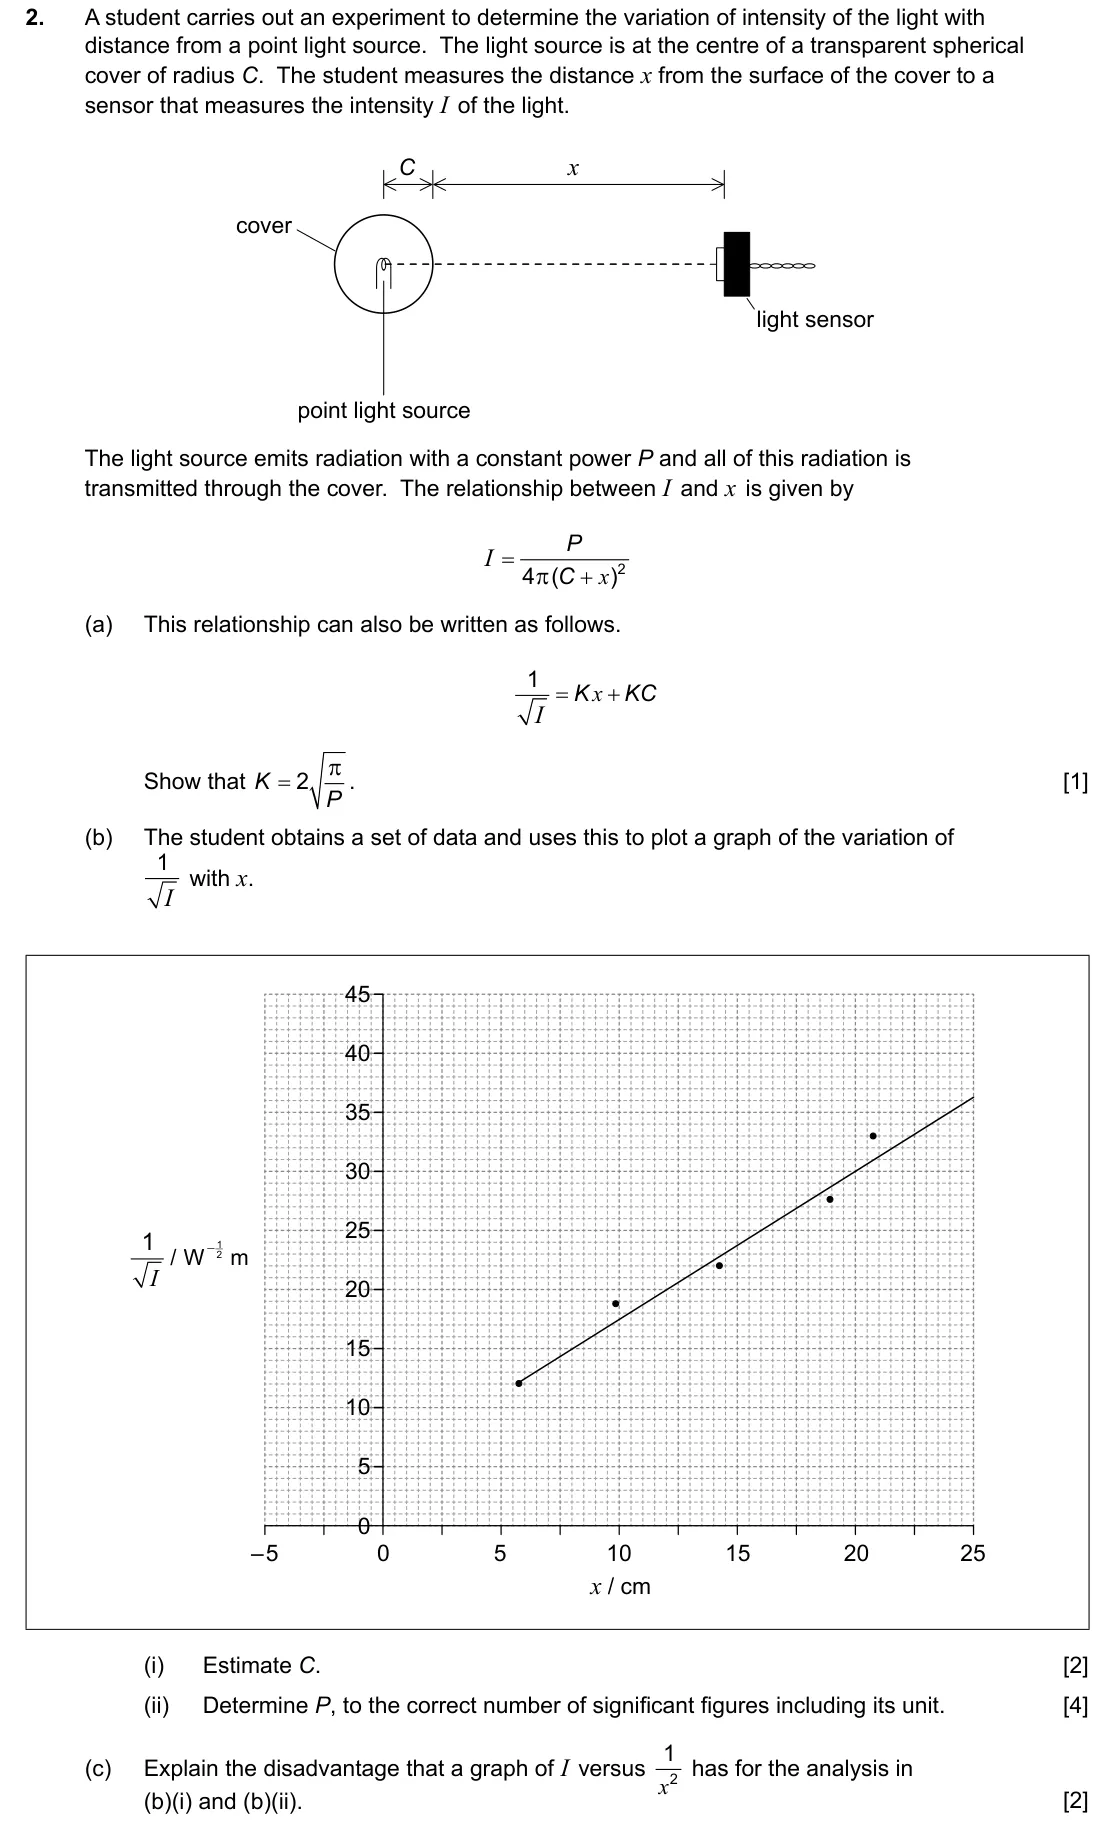 2. A student carries out an experiment to determine the variation of intensity of the light with
distance from a point light source. The light source is at the centre of a transparent spherical
cover of radius C. The student measures the distance x from the surface of the cover to a
sensor that measures the intensity I of the light.
C x
cover
light sensor
point light source
The light source emits radiation with a constant power P and all of this radiation is
transmitted through the cover. The relationship between I and x is given by
I = P / 4π(C + x)²
(a) This relationship can also be written as follows.
1/√I = Kx + KC
Show that K = 2√(π/P). [1]
(b) The student obtains a set of data and uses this to plot a graph of the variation of
1/√I with x.
45
40
35
30
25
1/√I / W^(−1/2) m
20
15
10
5
0
–5 0 5 10 15 20 25
x / cm
(i) Estimate C. [2]
(ii) Determine P, to the correct number of significant figures including its unit. [4]
(c) Explain the disadvantage that a graph of I versus 1/x² has for the analysis in
(b)(i) and (b)(ii). [2]